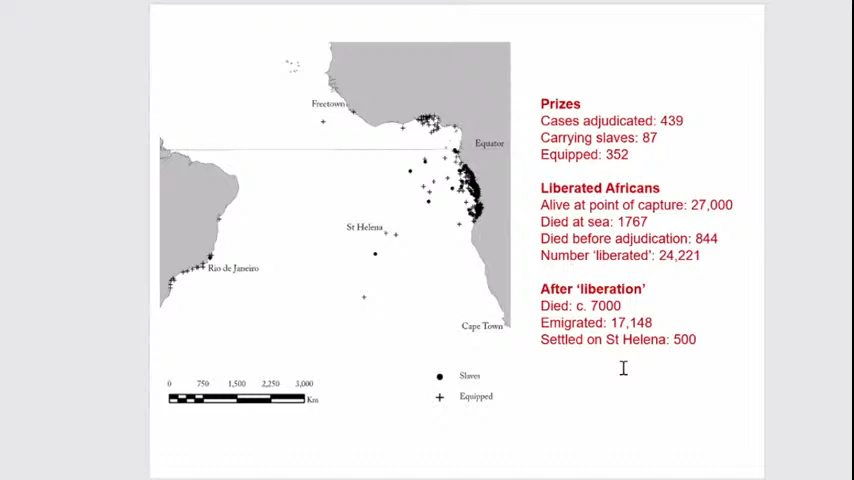 Freetown
Equator
St Helena
Rio de Janeiro
Cape Town
0 750 1,500 2,250 3,000
Km
Slaves
Equipped
Prizes
Cases adjudicated: 439
Carrying slaves: 87
Equipped: 352
Liberated Africans
Alive at point of capture: 27,000
Died at sea: 1767
Died before adjudication: 844
Number ‘liberated’: 24,221
After ‘liberation’
Died: c. 7000
Emigrated: 17,148
Settled on St Helena: 500